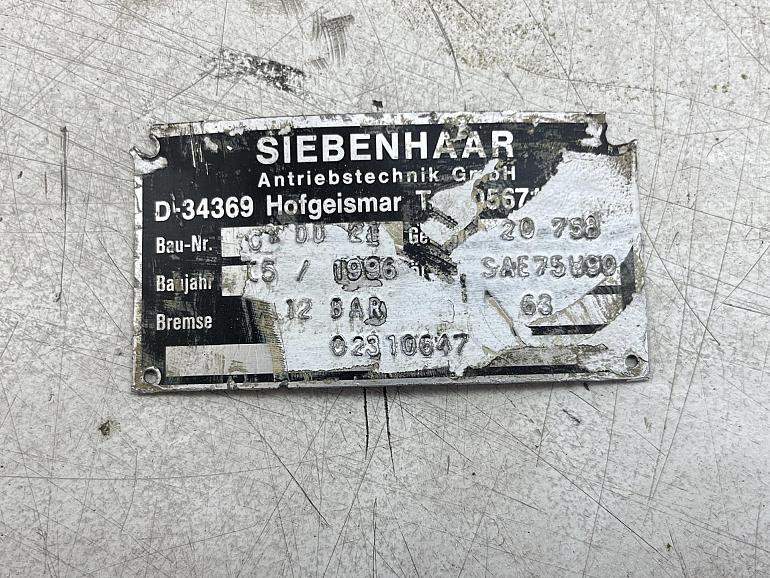 SIEBENHAAR
Antriebstechnik GmbH
D-34369 Hofgeismar
Bau-Nr. 20 758
Baujahr /1996 SAE75W90
Bremse 12 BAR 63
02310647